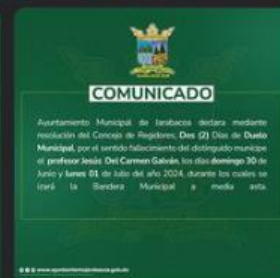 COMUNICADO
Ayuntamiento Municipal de Jarabacoa declara mediante
resolución del Concejo de Regidores, Dos (2) Días de Duelo
Municipal, por el sentido fallecimiento del distinguido munícipe
el profesor Jesús Del Carmen Galván, los días domingo 30 de
Junio y lunes 01 de Julio del año 2024, durante los cuales se
izará la Bandera Municipal a media asta.